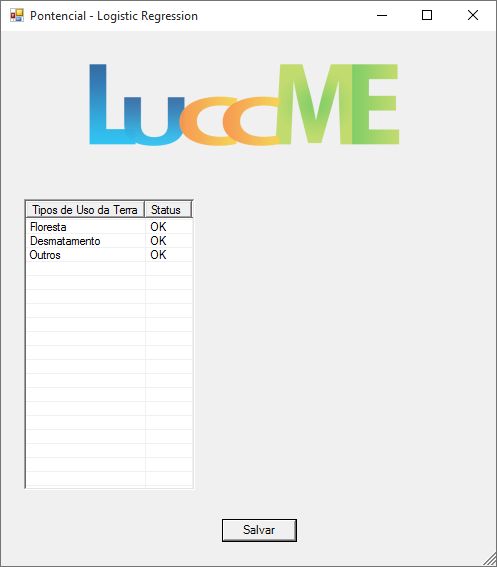 Pontencial - Logistic Regression
LuccME
Tipos de Uso da Terra Status
Floresta OK
Desmatamento OK
Outros OK
Salvar